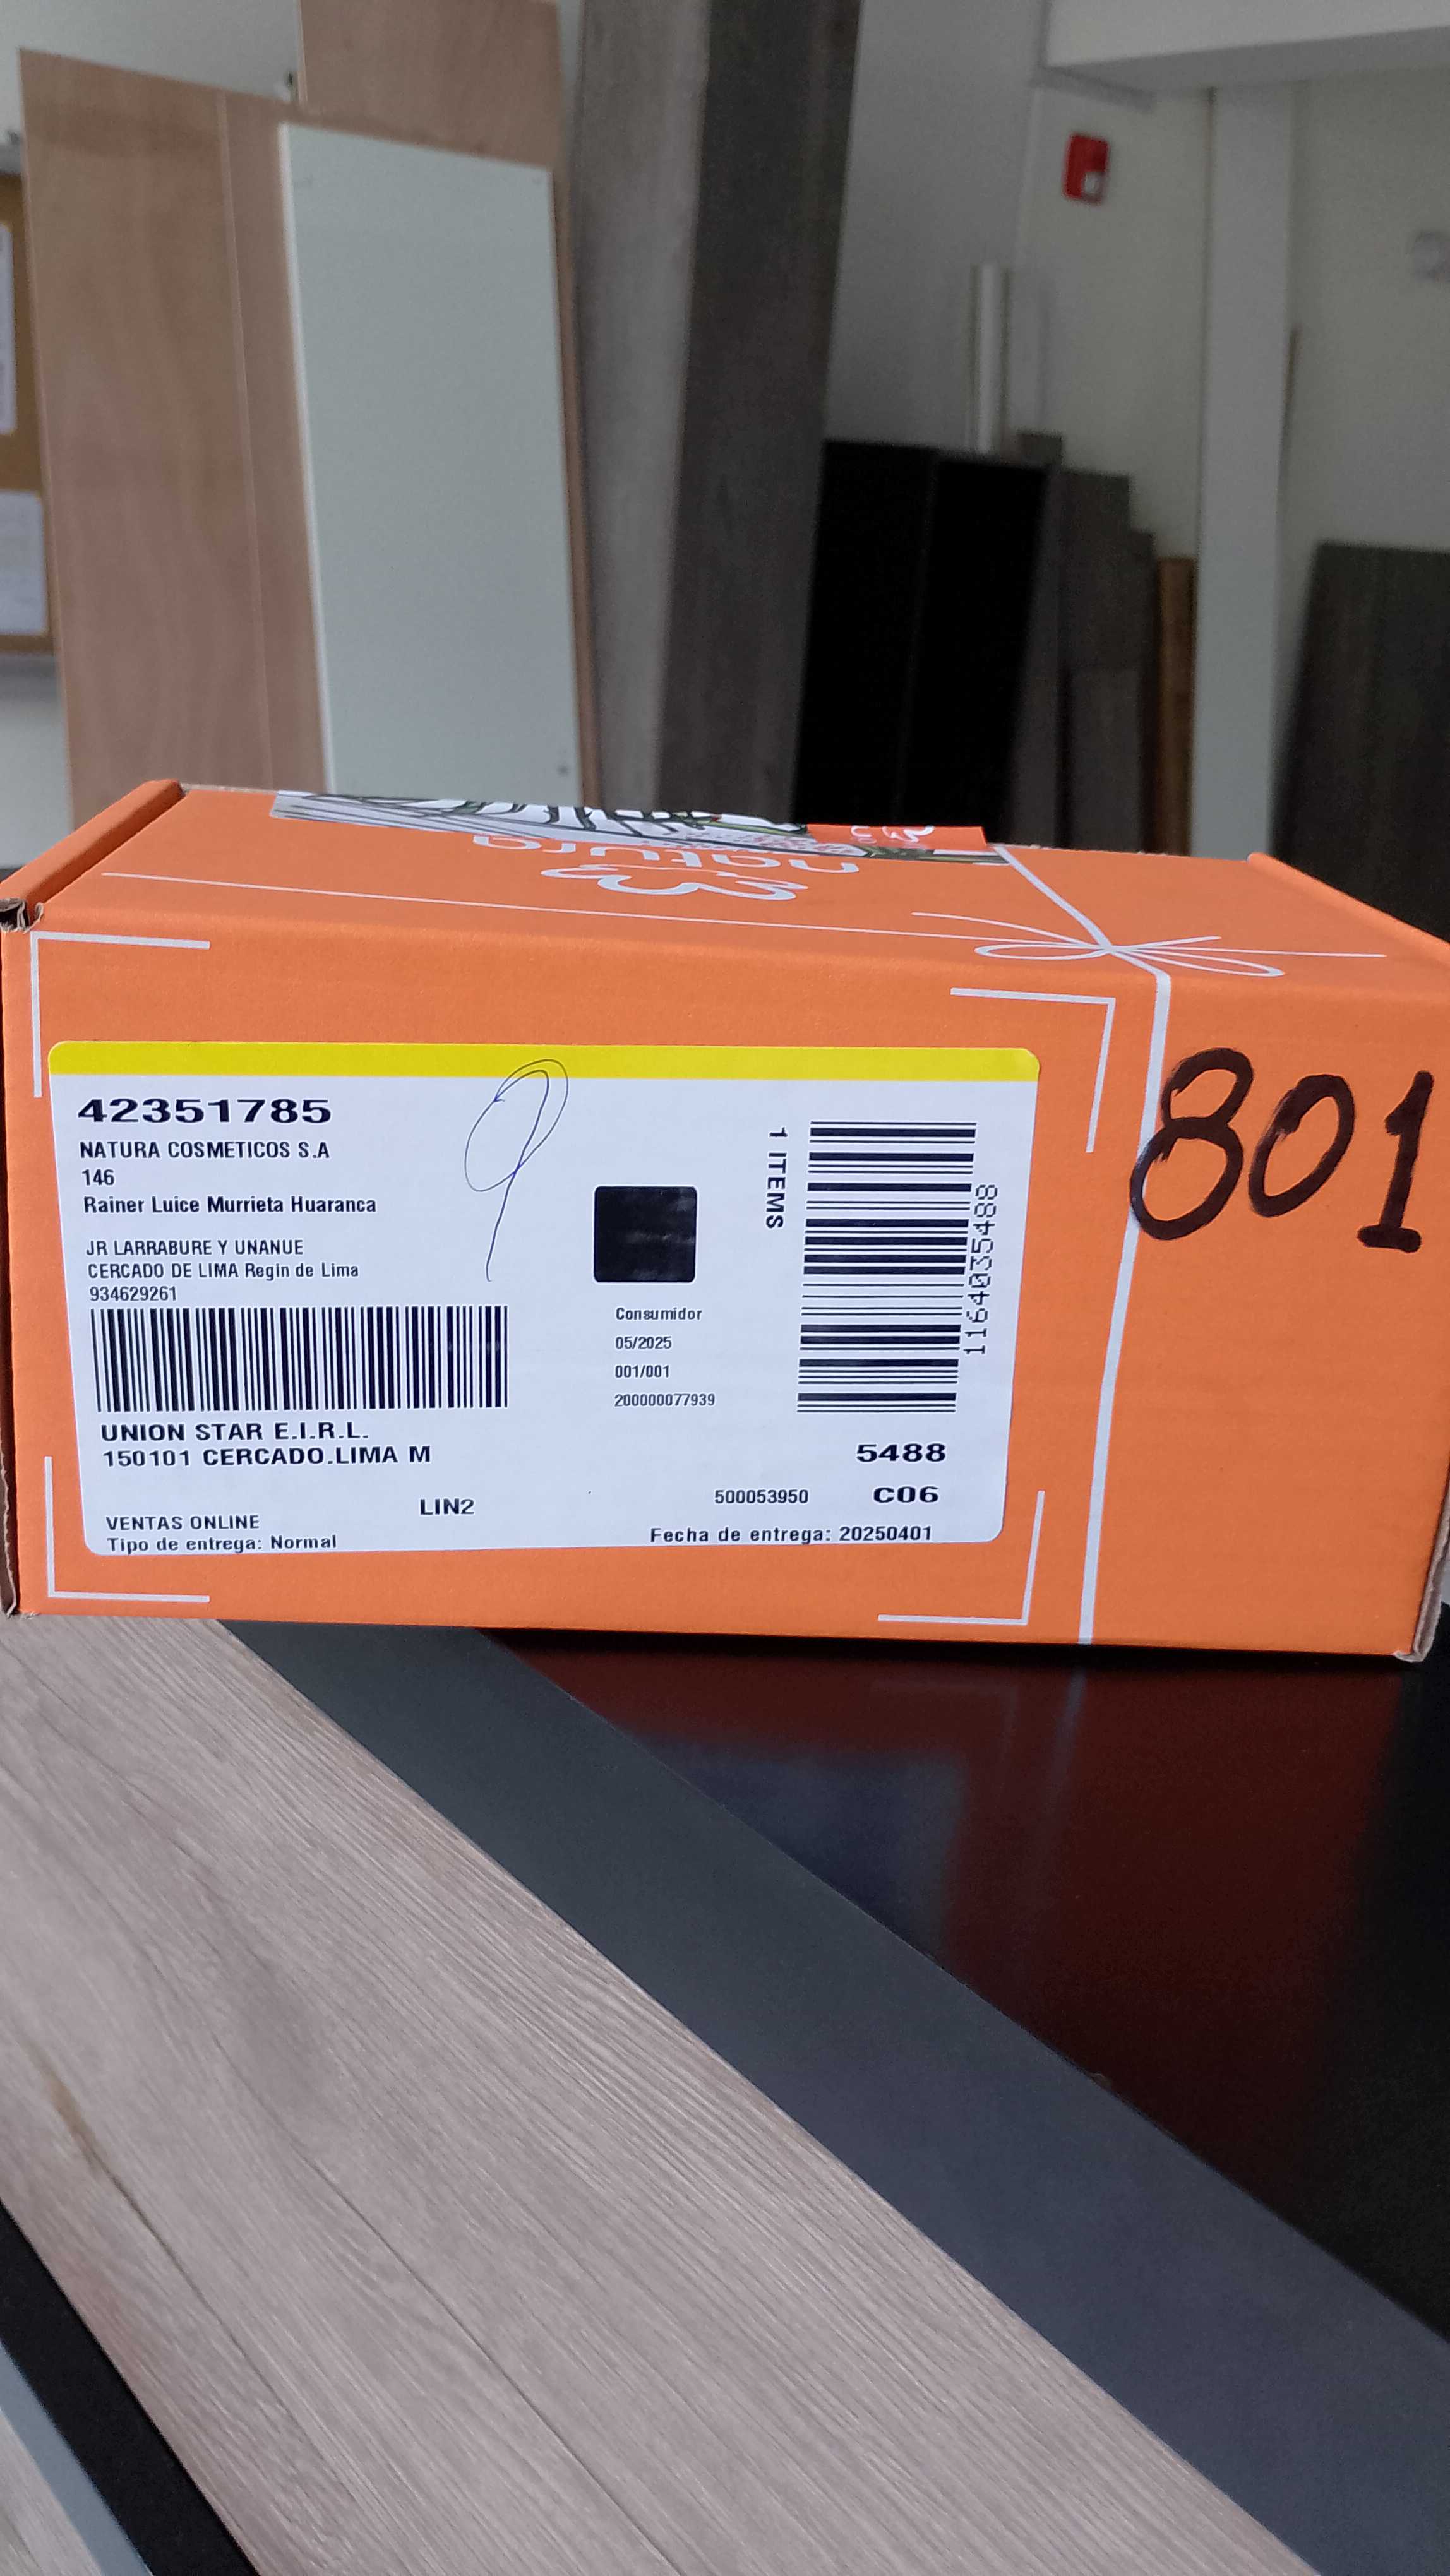 natura
42351785
NATURA COSMETICOS S.A
146
Rainer Luice Murrieta Huaranca
JR LARRABURE Y UNANUE
CERCADO DE LIMA Regin de Lima
934629261
UNION STAR E.I.R.L.
150101 CERCADO.LIMA M
LIN2
VENTAS ONLINE
Tipo de entrega: Normal
Consumidor
05/2025
001/001
200000077939
1 ITEMS
11640354​88
5488
500053950 C06
Fecha de entrega: 20250401
801